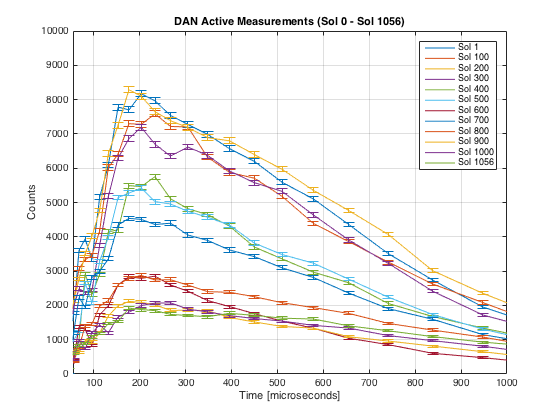 DAN Active Measurements (Sol 0 - Sol 1056)
10000
9000
8000
7000
6000
5000
4000
3000
2000
1000
0
Counts
Sol 1
Sol 100
Sol 200
Sol 300
Sol 400
Sol 500
Sol 600
Sol 700
Sol 800
Sol 900
Sol 1000
Sol 1056
100 200 300 400 500 600 700 800 900 1000
Time [microseconds]